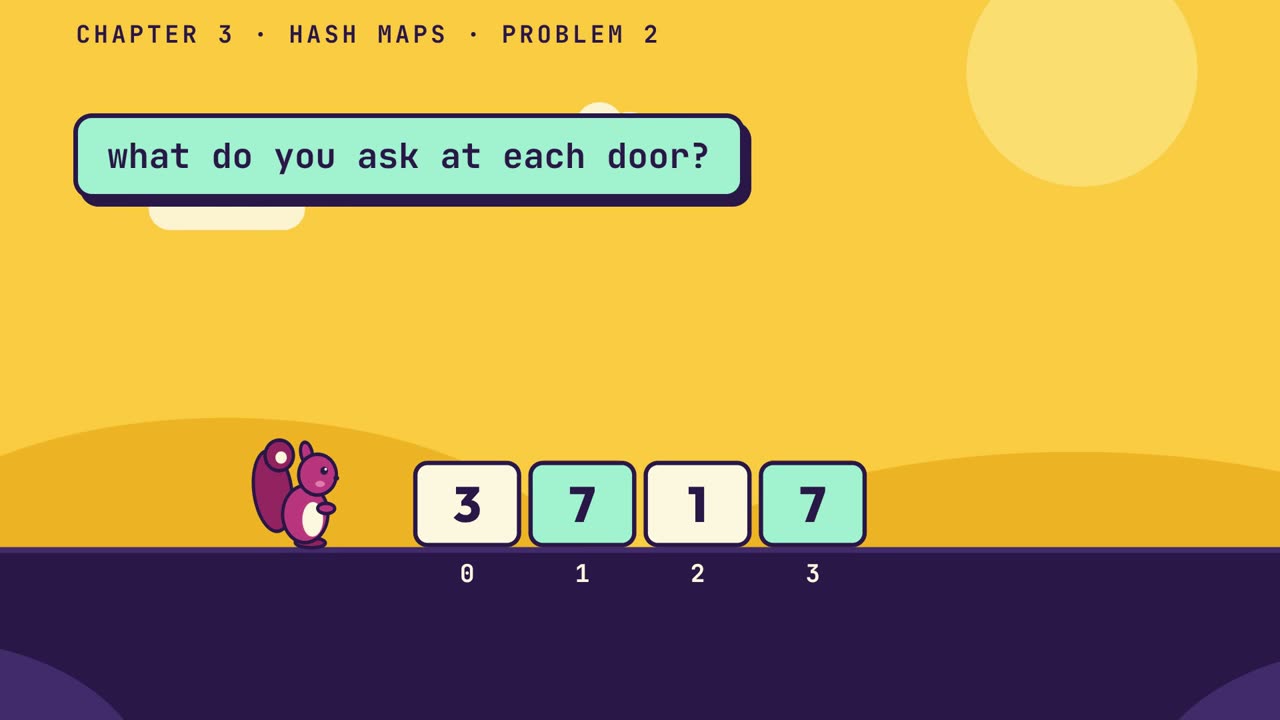 CHAPTER 3 · HASH MAPS · PROBLEM 2
what do you ask at each door?
3 7 1 7
0 1 2 3